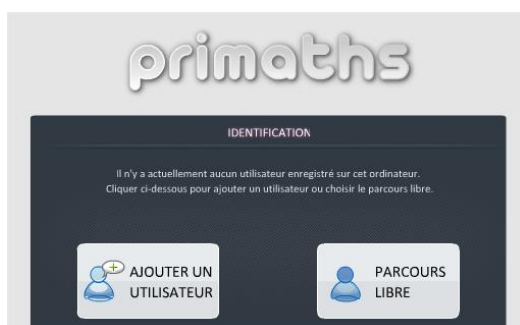 primaths
IDENTIFICATION
Il n'y a actuellement aucun utilisateur enregistré sur cet ordinateur.
Cliquer ci-dessous pour ajouter un utilisateur ou choisir le parcours libre.
AJOUTER UN
UTILISATEUR
PARCOURS
LIBRE